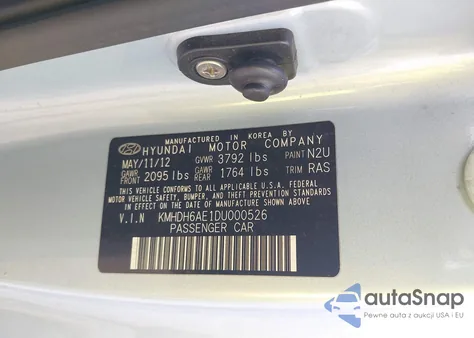 MANUFACTURED IN KOREA BY
HYUNDAI MOTOR COMPANY
MAY/11/12 GVWR 3792 lbs PAINT N2U
GAWR FRONT 2095 lbs GAWR REAR 1764 lbs TRIM RAS
THIS VEHICLE CONFORMS TO ALL APPLICABLE U.S.A. FEDERAL
MOTOR VEHICLE SAFETY, BUMPER, AND THEFT PREVENTION
STANDARDS IN EFFECT ON THE DATE OF MANUFACTURE
SHOWN ABOVE.
V.I.N KMHDH6AE1DU000526
PASSENGER CAR
autoSnap
Pewne auta z aukcji USA i EU